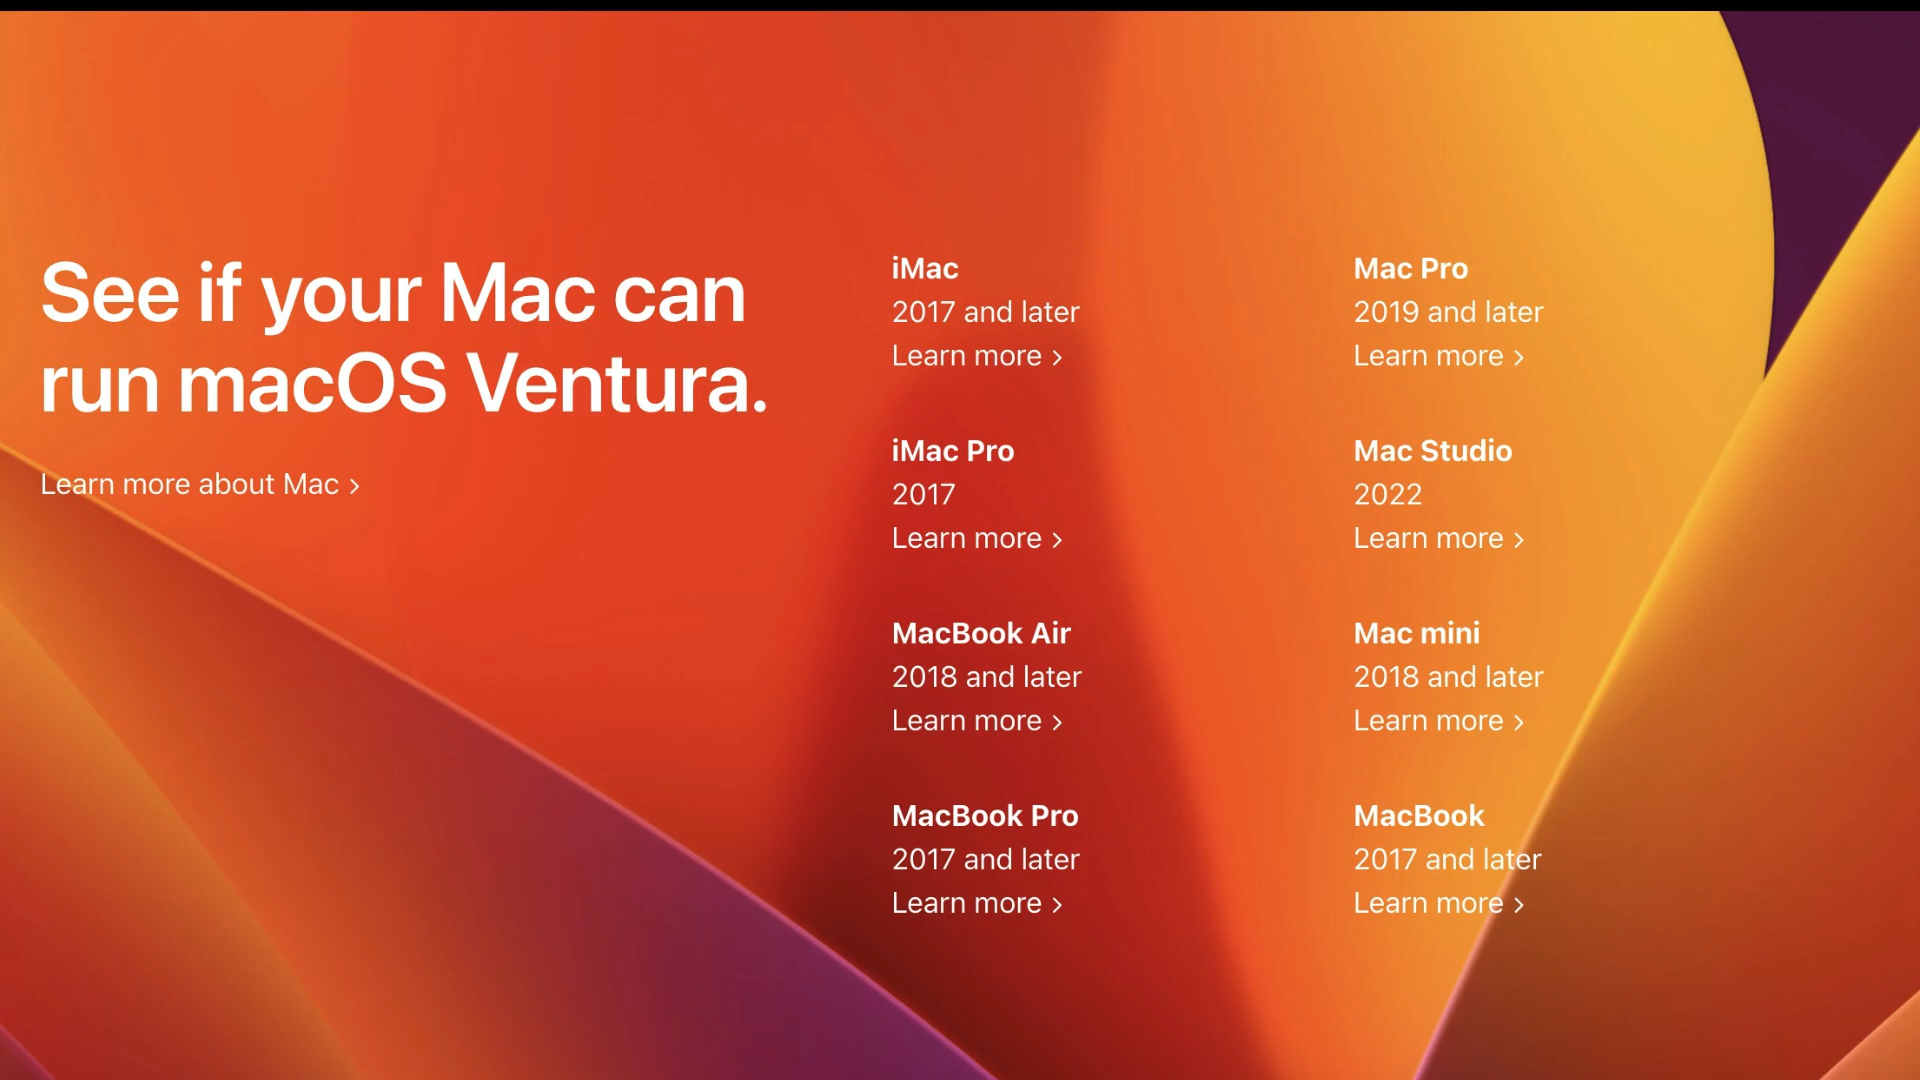 See if your Mac can
run macOS Ventura.
Learn more about Mac >
iMac
2017 and later
Learn more >
iMac Pro
2017
Learn more >
MacBook Air
2018 and later
Learn more >
MacBook Pro
2017 and later
Learn more >
Mac Pro
2019 and later
Learn more >
Mac Studio
2022
Learn more >
Mac mini
2018 and later
Learn more >
MacBook
2017 and later
Learn more >